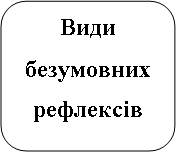 Види
безумовних
рефлексів